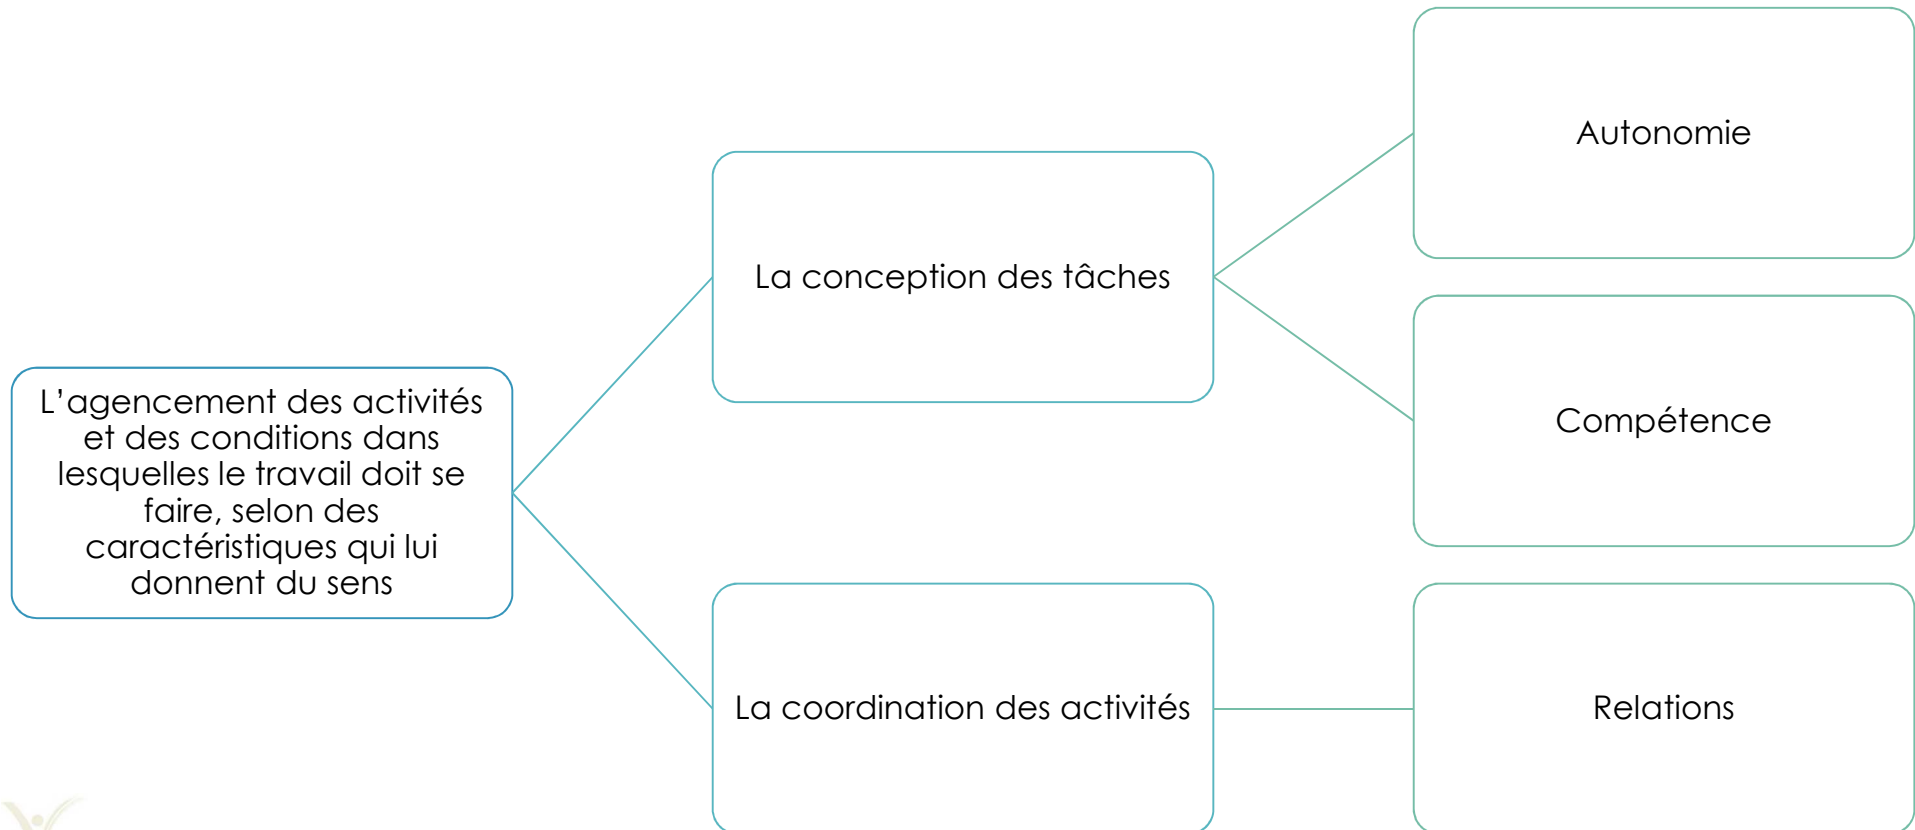 L’agencement des activités
et des conditions dans
lesquelles le travail doit se
faire, selon des
caractéristiques qui lui
donnent du sens
La conception des tâches
Autonomie
Compétence
La coordination des activités
Relations